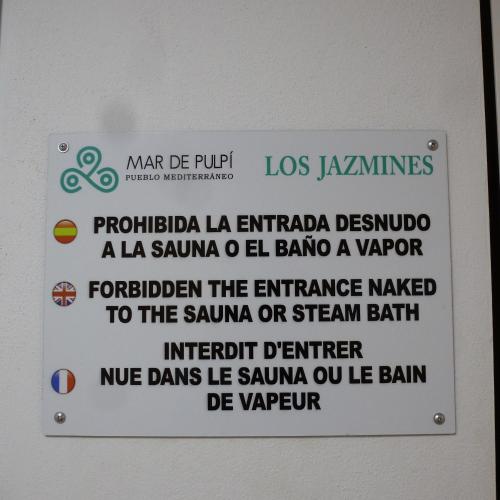 MAR DE PULPÍ
PUEBLO MEDITERRÁNEO
LOS JAZMINES
PROHIBIDA LA ENTRADA DESNUDO
A LA SAUNA O EL BAÑO A VAPOR
FORBIDDEN THE ENTRANCE NAKED
TO THE SAUNA OR STEAM BATH
INTERDIT D'ENTRER
NUE DANS LE SAUNA OU LE BAIN
DE VAPEUR